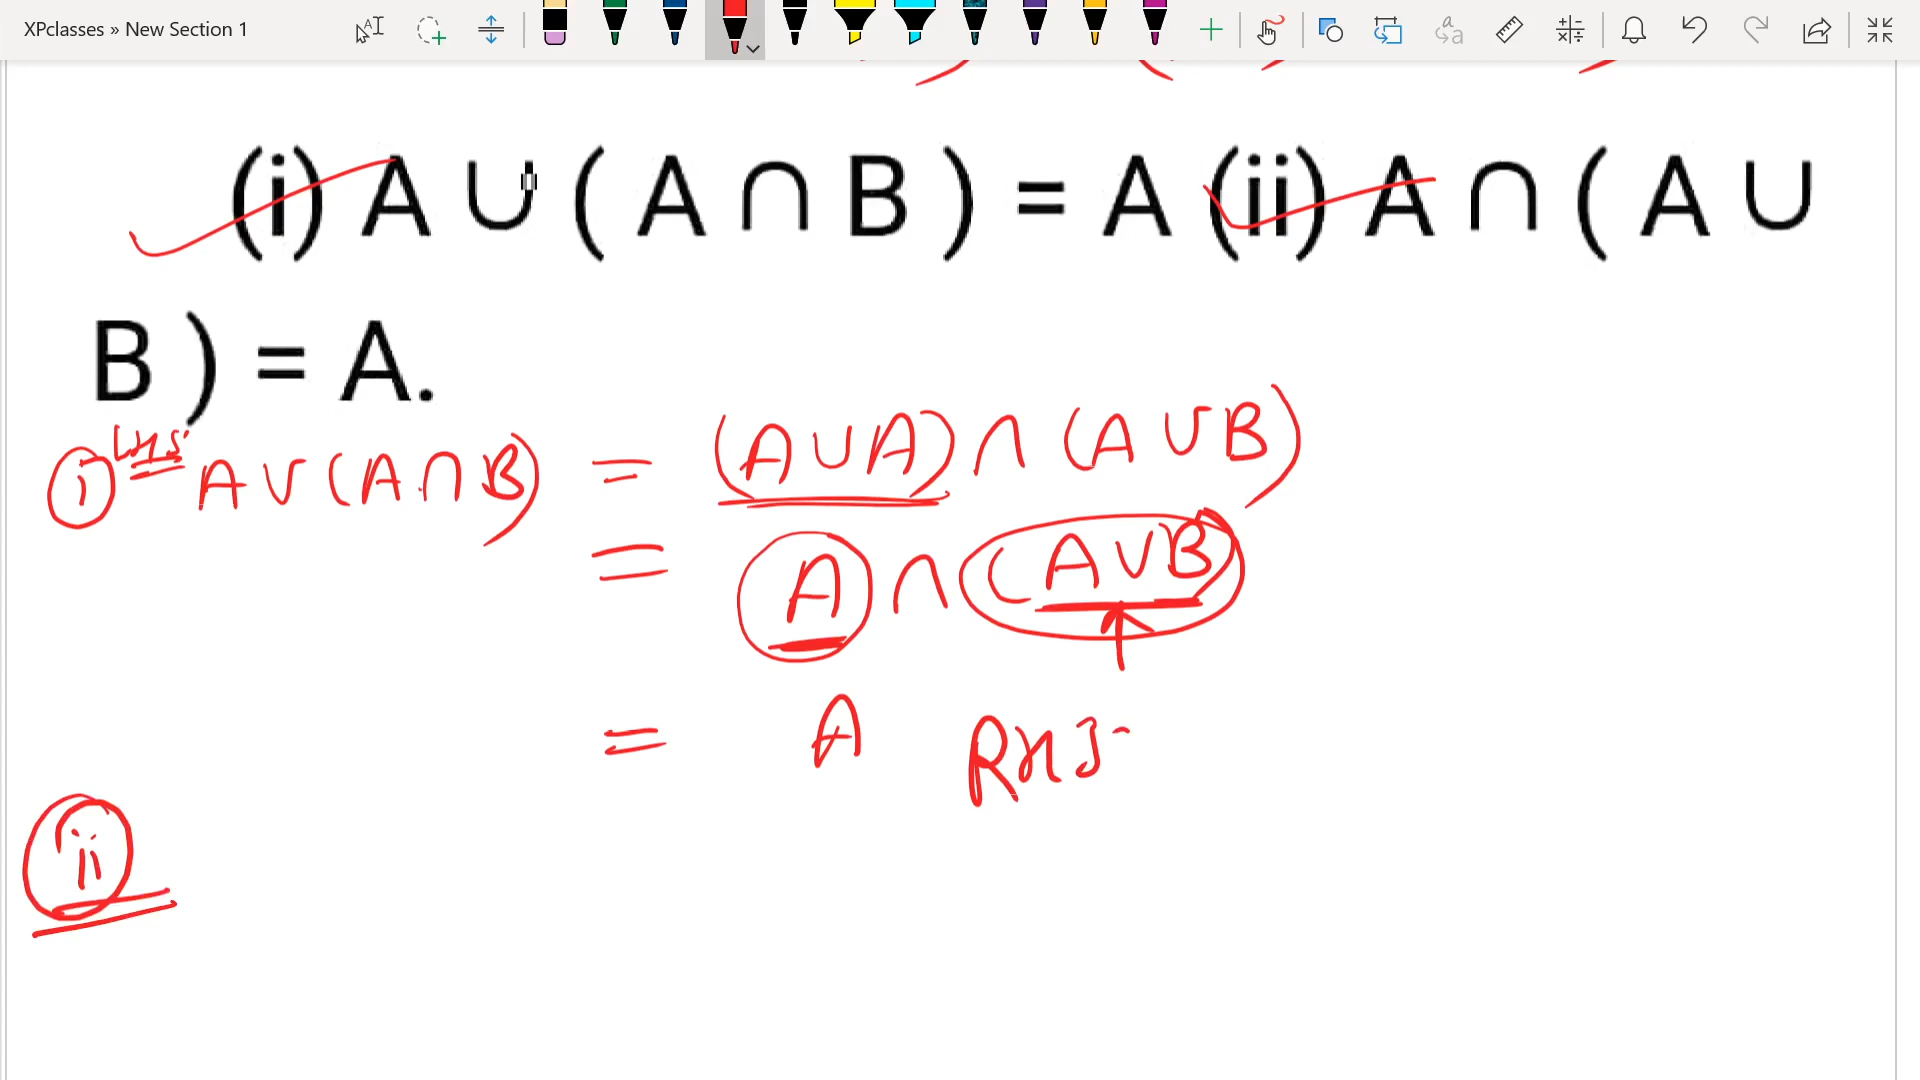 XPclasses » New Section 1
(i) A ∪ ( A ∩ B ) = A (ii) A ∩ ( A ∪
B ) = A.
(i) LHS A ∪ (A ∩ B) = (A ∪ A) ∩ (A ∪ B)
= A ∩ (A ∪ B)
= A RHS
(ii)